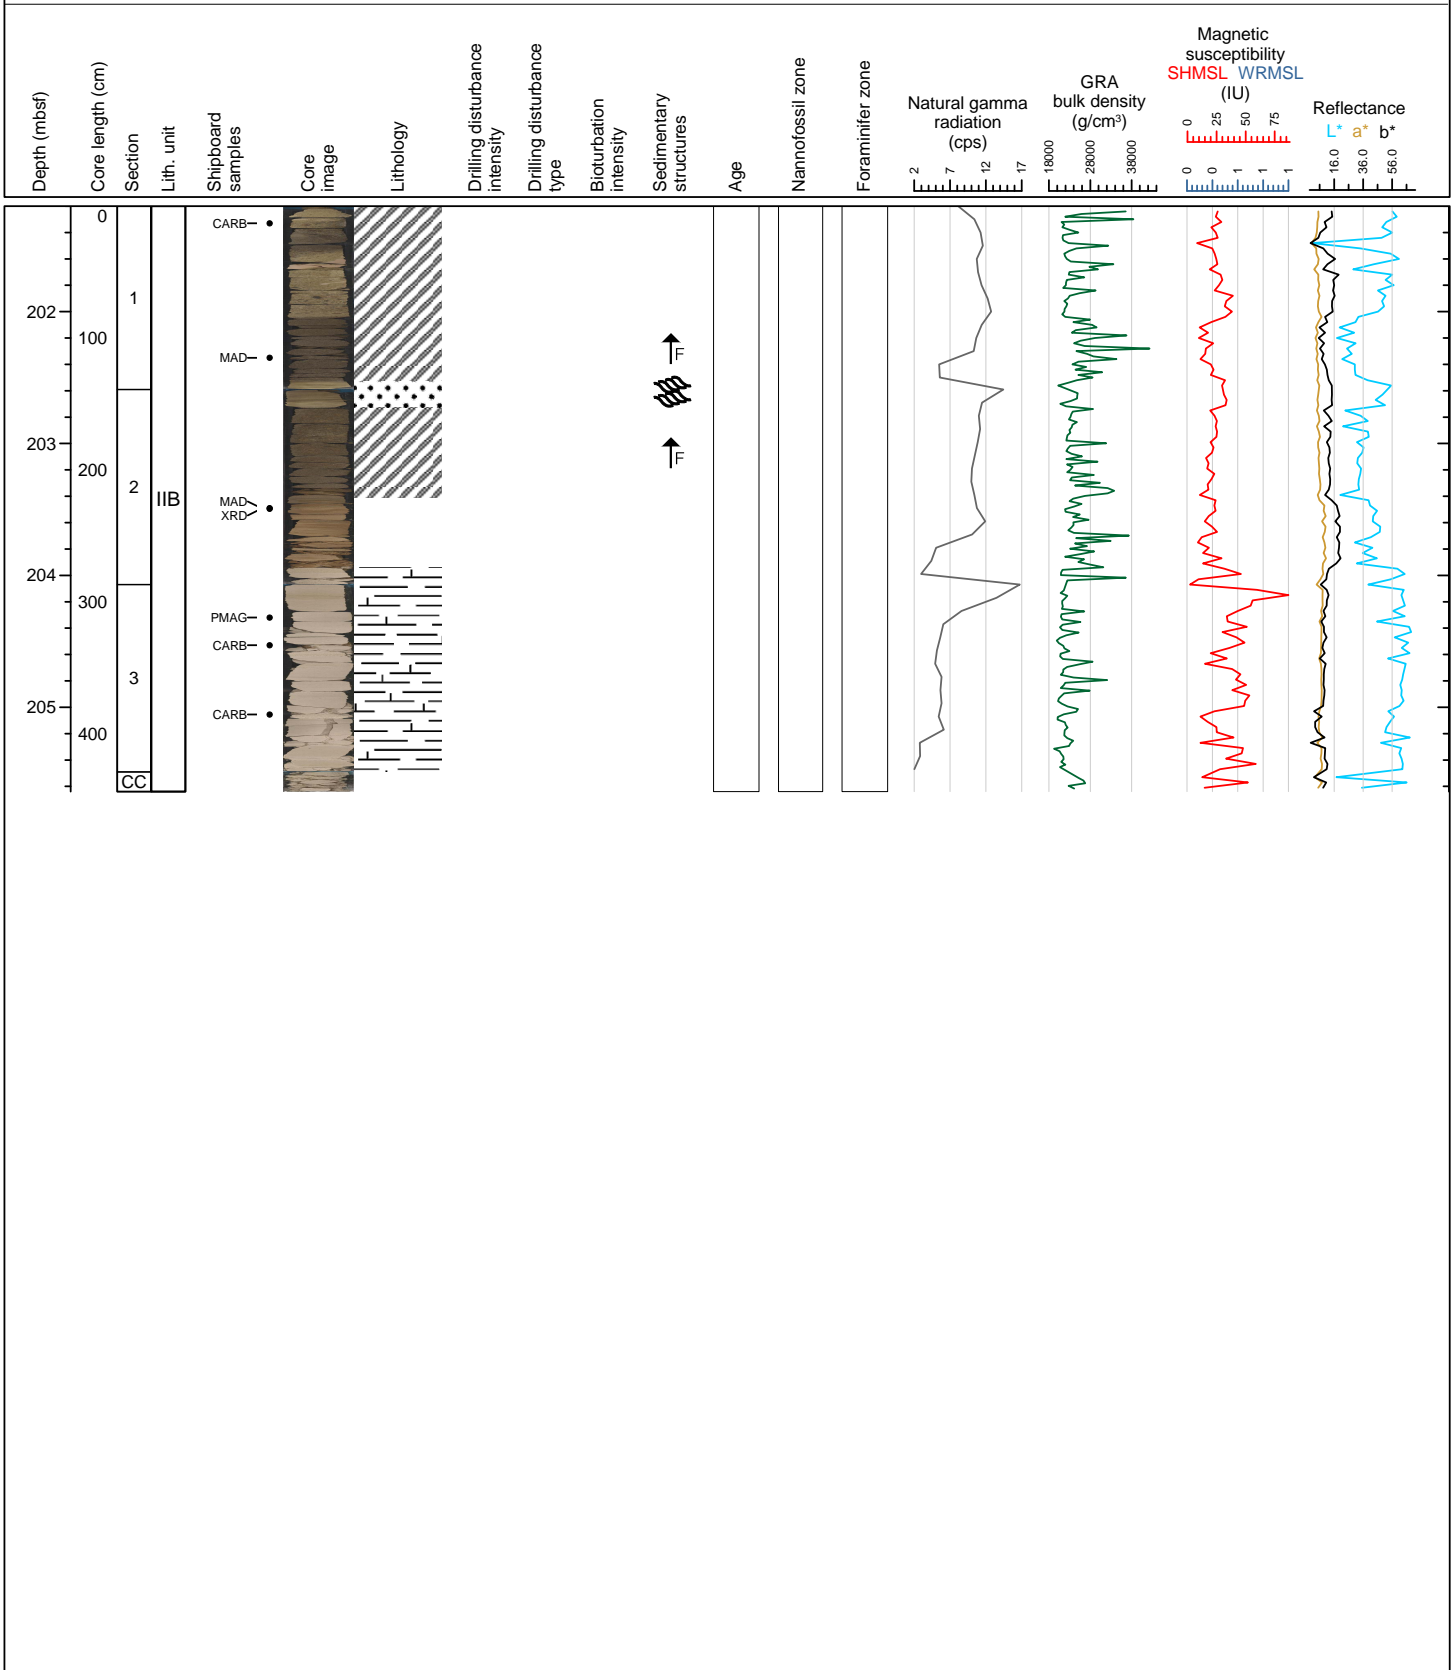 Depth (mbsf)
Core length (cm)
Section
Lith. unit
Shipboard
samples
Core
image
Lithology
Drilling disturbance
intensity
Drilling disturbance
type
Bioturbation
intensity
Sedimentary
structures
Age
Nannofossil zone
Foraminifer zone
Natural gamma
radiation
(cps)
2 7 12 17
GRA
bulk density
(g/cm³)
18000 28000 38000
Magnetic
susceptibility
SHMSL WRMSL
(IU)
0 25 50 75
0 0 1 1 1
Reflectance
L* a* b*
16.0 36.0 56.0
0
CARB
1
202
100
MAD
F
203
F
200
2
IIB
MAD
XRD
204
300
PMAG
CARB
3
205
CARB
400
CC